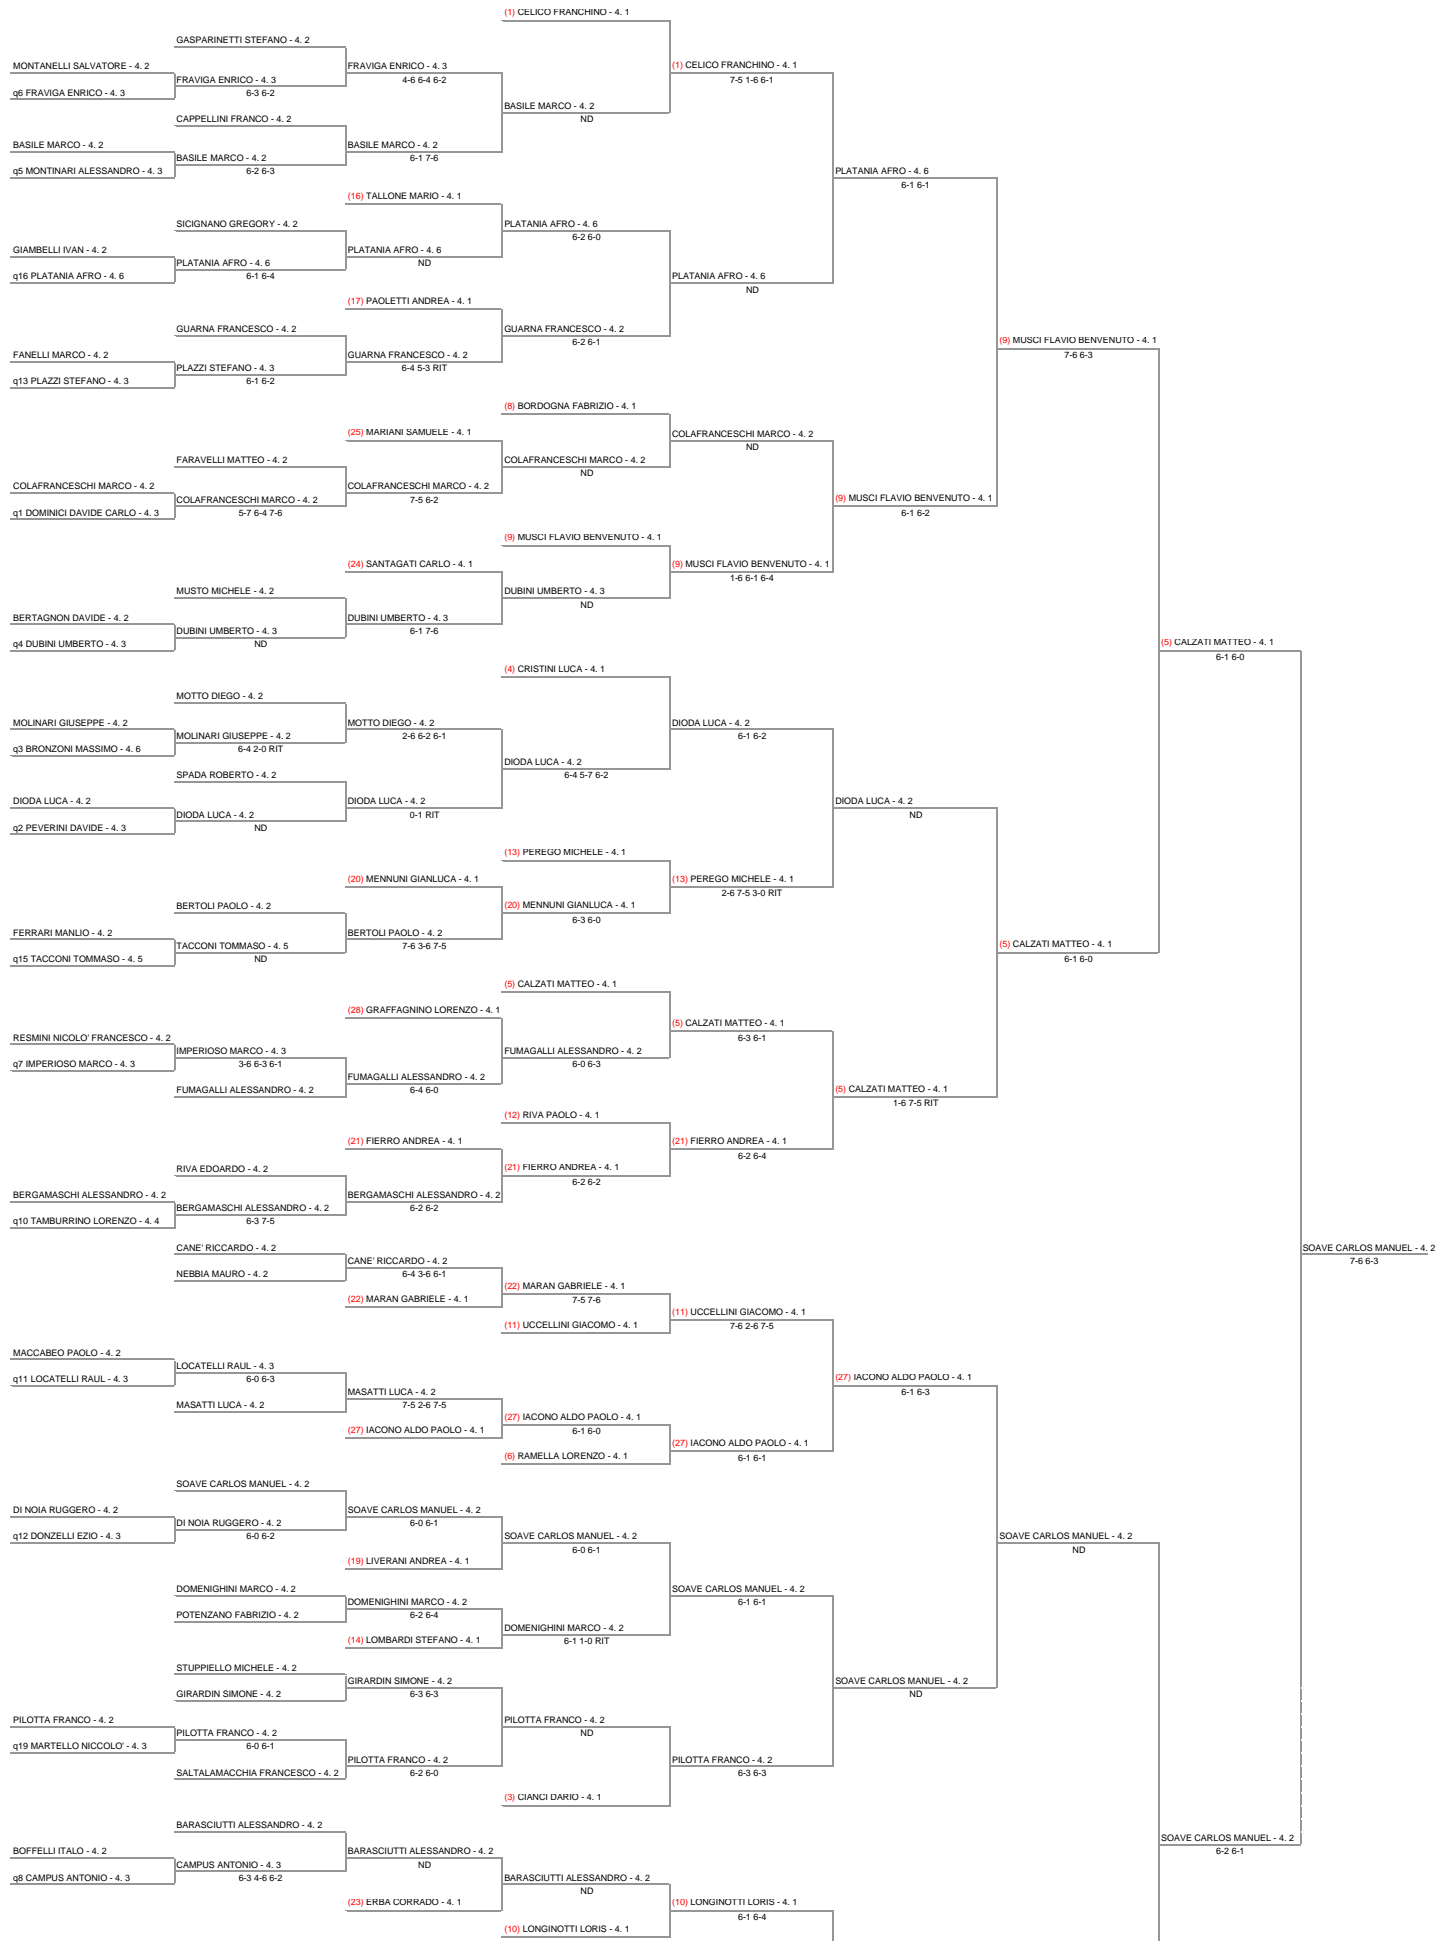 (1) CELICO FRANCHINO - 4. 1
GASPARINETTI STEFANO - 4. 2
MONTANELLI SALVATORE - 4. 2
FRAVIGA ENRICO - 4. 3
(1) CELICO FRANCHINO - 4. 1
FRAVIGA ENRICO - 4. 3
4-6 6-4 6-2
7-5 1-6 6-1
q6 FRAVIGA ENRICO - 4. 3
6-3 6-2
BASILE MARCO - 4. 2
ND
CAPPELLINI FRANCO - 4. 2
BASILE MARCO - 4. 2
BASILE MARCO - 4. 2
6-1 7-6
BASILE MARCO - 4. 2
q5 MONTINARI ALESSANDRO - 4. 3
6-2 6-3
PLATANIA AFRO - 4. 6
6-1 6-1
(16) TALLONE MARIO - 4. 1
SICIGNANO GREGORY - 4. 2
PLATANIA AFRO - 4. 6
6-2 6-0
GIAMBELLI IVAN - 4. 2
PLATANIA AFRO - 4. 6
ND
PLATANIA AFRO - 4. 6
q16 PLATANIA AFRO - 4. 6
6-1 6-4
PLATANIA AFRO - 4. 6
ND
(17) PAOLETTI ANDREA - 4. 1
GUARNA FRANCESCO - 4. 2
GUARNA FRANCESCO - 4. 2
6-2 6-1
(9) MUSCI FLAVIO BENVENUTO - 4. 1
7-6 6-3
FANELLI MARCO - 4. 2
GUARNA FRANCESCO - 4. 2
6-4 5-3 RIT
PLAZZI STEFANO - 4. 3
q13 PLAZZI STEFANO - 4. 3
6-1 6-2
(8) BORDOGNA FABRIZIO - 4. 1
(25) MARIANI SAMUELE - 4. 1
COLAFRANCESCHI MARCO - 4. 2
ND
FARAVELLI MATTEO - 4. 2
COLAFRANCESCHI MARCO - 4. 2
ND
COLAFRANCESCHI MARCO - 4. 2
COLAFRANCESCHI MARCO - 4. 2
7-5 6-2
COLAFRANCESCHI MARCO - 4. 2
q1 DOMINICI DAVIDE CARLO - 4. 3
5-7 6-4 7-6
(9) MUSCI FLAVIO BENVENUTO - 4. 1
6-1 6-2
(9) MUSCI FLAVIO BENVENUTO - 4. 1
(24) SANTAGATI CARLO - 4. 1
(9) MUSCI FLAVIO BENVENUTO - 4. 1
1-6 6-1 6-4
MUSTO MICHELE - 4. 2
DUBINI UMBERTO - 4. 3
ND
BERTAGNON DAVIDE - 4. 2
DUBINI UMBERTO - 4. 3
6-1 7-6
DUBINI UMBERTO - 4. 3
q4 DUBINI UMBERTO - 4. 3
ND
(5) CALZATI MATTEO - 4. 1
6-1 6-0
(4) CRISTINI LUCA - 4. 1
MOTTO DIEGO - 4. 2
MOLINARI GIUSEPPE - 4. 2
MOTTO DIEGO - 4. 2
2-6 6-2 6-1
DIODA LUCA - 4. 2
6-1 6-2
MOLINARI GIUSEPPE - 4. 2
q3 BRONZONI MASSIMO - 4. 6
6-4 2-0 RIT
DIODA LUCA - 4. 2
6-4 5-7 6-2
SPADA ROBERTO - 4. 2
DIODA LUCA - 4. 2
DIODA LUCA - 4. 2
0-1 RIT
DIODA LUCA - 4. 2
ND
DIODA LUCA - 4. 2
q2 PEVERINI DAVIDE - 4. 3
ND
(13) PEREGO MICHELE - 4. 1
(20) MENNUNI GIANLUCA - 4. 1
(13) PEREGO MICHELE - 4. 1
2-6 7-5 3-0 RIT
BERTOLI PAOLO - 4. 2
(20) MENNUNI GIANLUCA - 4. 1
6-3 6-0
FERRARI MANLIO - 4. 2
BERTOLI PAOLO - 4. 2
7-6 3-6 7-5
TACCONI TOMMASO - 4. 5
(5) CALZATI MATTEO - 4. 1
6-1 6-0
q15 TACCONI TOMMASO - 4. 5
ND
(5) CALZATI MATTEO - 4. 1
(28) GRAFFAGNINO LORENZO - 4. 1
(5) CALZATI MATTEO - 4. 1
6-3 6-1
RESMINI NICOLO' FRANCESCO - 4. 2
IMPERIOSO MARCO - 4. 3
FUMAGALLI ALESSANDRO - 4. 2
q7 IMPERIOSO MARCO - 4. 3
3-6 6-3 6-1
6-0 6-3
FUMAGALLI ALESSANDRO - 4. 2
6-4 6-0
FUMAGALLI ALESSANDRO - 4. 2
(5) CALZATI MATTEO - 4. 1
1-6 7-5 RIT
(12) RIVA PAOLO - 4. 1
(21) FIERRO ANDREA - 4. 1
(21) FIERRO ANDREA - 4. 1
6-2 6-4
RIVA EDOARDO - 4. 2
(21) FIERRO ANDREA - 4. 1
6-2 6-2
BERGAMASCHI ALESSANDRO - 4. 2
BERGAMASCHI ALESSANDRO - 4. 2
6-2 6-2
BERGAMASCHI ALESSANDRO - 4. 2
q10 TAMBURRINO LORENZO - 4. 4
6-3 7-5
CANE' RICCARDO - 4. 2
SOAVE CARLOS MANUEL - 4. 2
7-6 6-3
CANE' RICCARDO - 4. 2
6-4 3-6 6-1
NEBBIA MAURO - 4. 2
(22) MARAN GABRIELE - 4. 1
7-5 7-6
(22) MARAN GABRIELE - 4. 1
(11) UCCELLINI GIACOMO - 4. 1
7-6 2-6 7-5
(11) UCCELLINI GIACOMO - 4. 1
MACCABEO PAOLO - 4. 2
LOCATELLI RAUL - 4. 3
q11 LOCATELLI RAUL - 4. 3
6-0 6-3
(27) IACONO ALDO PAOLO - 4. 1
6-1 6-3
MASATTI LUCA - 4. 2
7-5 2-6 7-5
MASATTI LUCA - 4. 2
(27) IACONO ALDO PAOLO - 4. 1
6-1 6-0
(27) IACONO ALDO PAOLO - 4. 1
(27) IACONO ALDO PAOLO - 4. 1
6-1 6-1
(6) RAMELLA LORENZO - 4. 1
SOAVE CARLOS MANUEL - 4. 2
DI NOIA RUGGERO - 4. 2
SOAVE CARLOS MANUEL - 4. 2
6-0 6-1
DI NOIA RUGGERO - 4. 2
q12 DONZELLI EZIO - 4. 3
6-0 6-2
SOAVE CARLOS MANUEL - 4. 2
6-0 6-1
SOAVE CARLOS MANUEL - 4. 2
ND
(19) LIVERANI ANDREA - 4. 1
DOMENIGHINI MARCO - 4. 2
SOAVE CARLOS MANUEL - 4. 2
6-1 6-1
DOMENIGHINI MARCO - 4. 2
6-2 6-4
POTENZANO FABRIZIO - 4. 2
DOMENIGHINI MARCO - 4. 2
6-1 1-0 RIT
(14) LOMBARDI STEFANO - 4. 1
STUPPIELLO MICHELE - 4. 2
GIRARDIN SIMONE - 4. 2
6-3 6-3
SOAVE CARLOS MANUEL - 4. 2
ND
GIRARDIN SIMONE - 4. 2
PILOTTA FRANCO - 4. 2
PILOTTA FRANCO - 4. 2
ND
PILOTTA FRANCO - 4. 2
q19 MARTELLO NICCOLO' - 4. 3
6-0 6-1
PILOTTA FRANCO - 4. 2
6-2 6-0
PILOTTA FRANCO - 4. 2
6-3 6-3
SALTALAMACCHIA FRANCESCO - 4. 2
(3) CIANCI DARIO - 4. 1
BARASCIUTTI ALESSANDRO - 4. 2
SOAVE CARLOS MANUEL - 4. 2
6-2 6-1
BOFFELLI ITALO - 4. 2
BARASCIUTTI ALESSANDRO - 4. 2
ND
CAMPUS ANTONIO - 4. 3
q8 CAMPUS ANTONIO - 4. 3
6-3 4-6 6-2
BARASCIUTTI ALESSANDRO - 4. 2
ND
(23) ERBA CORRADO - 4. 1
(10) LONGINOTTI LORIS - 4. 1
6-1 6-4
(10) LONGINOTTI LORIS - 4. 1